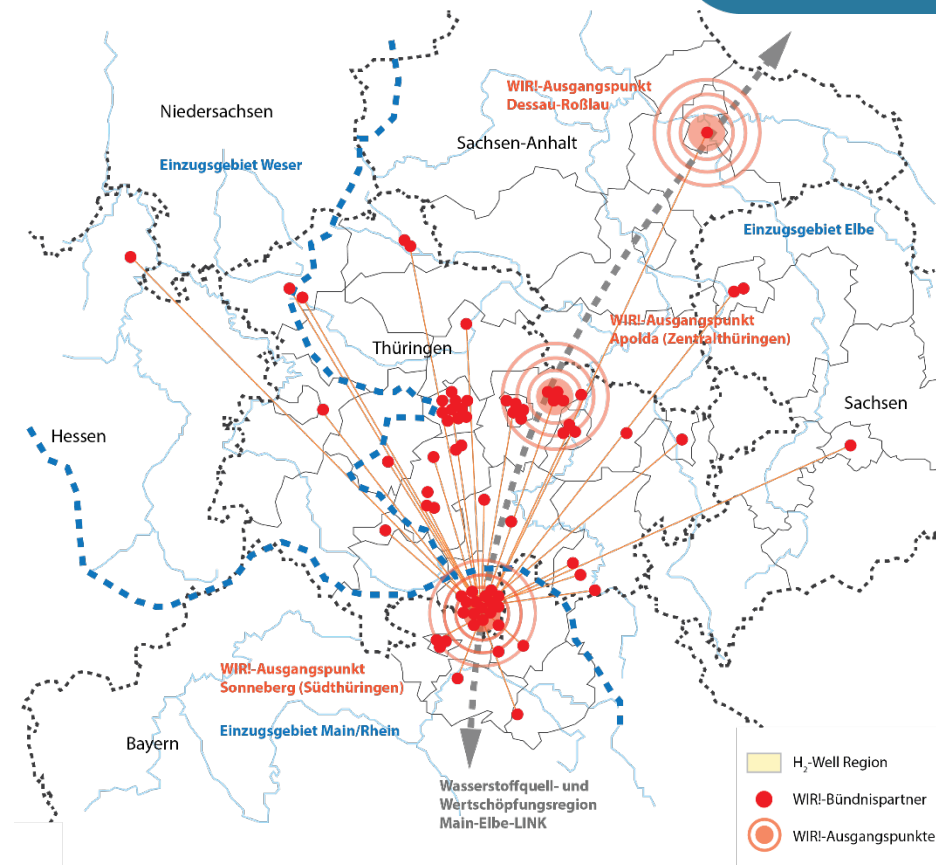 WIR!-Ausgangspunkt
Dessau-Roßlau
Niedersachsen
Sachsen-Anhalt
Einzugsgebiet Weser
Einzugsgebiet Elbe
WIR!-Ausgangspunkt
Apolda (Zentralthüringen)
Thüringen
Sachsen
Hessen
WIR!-Ausgangspunkt
Sonneberg (Südthüringen)
Einzugsgebiet Main/Rhein
Bayern
Wasserstoffquell- und
Wertschöpfungsregion
Main-Elbe-LINK
H₂-Well Region
WIR!-Bündnispartner
WIR!-Ausgangspunkte